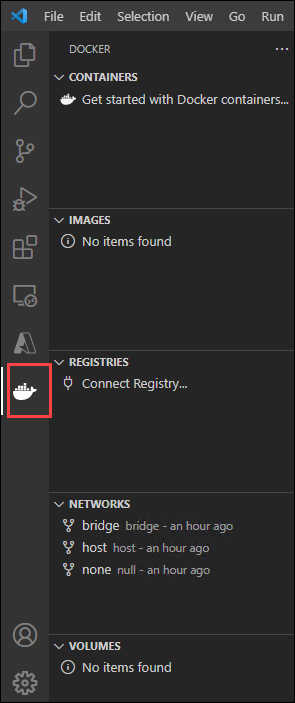 File Edit Selection View Go Run
DOCKER
CONTAINERS
Get started with Docker containers...
IMAGES
No items found
REGISTRIES
Connect Registry...
NETWORKS
bridge bridge - an hour ago
host host - an hour ago
none null - an hour ago
VOLUMES
No items found